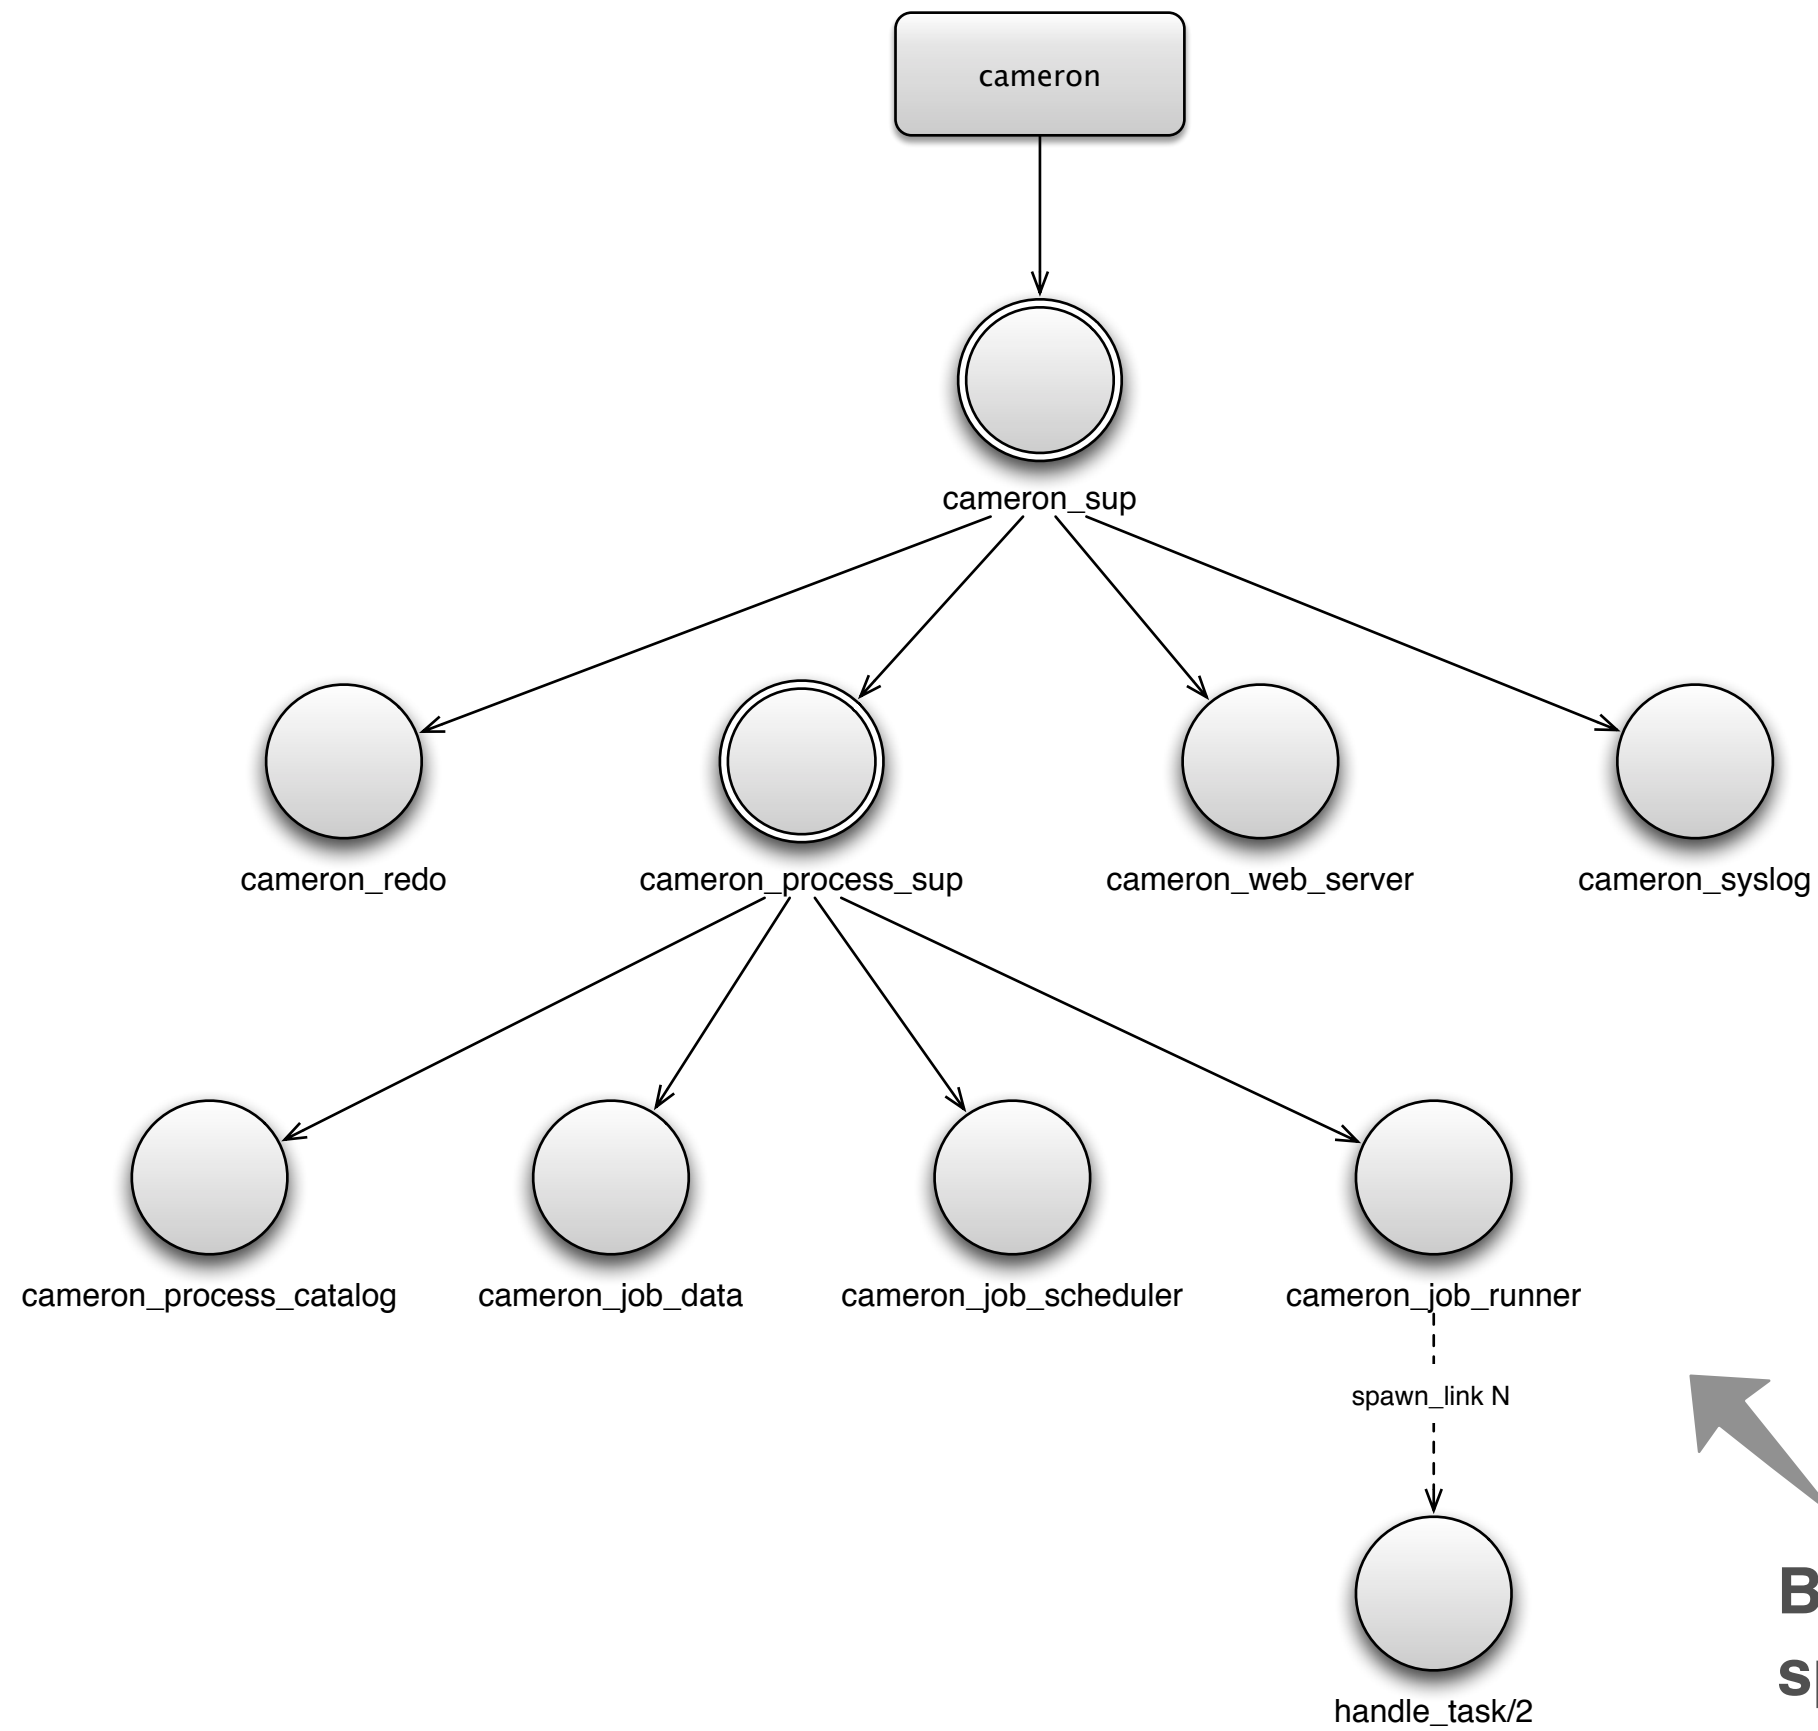 cameron
cameron_sup
cameron_redo
cameron_process_sup
cameron_web_server
cameron_syslog
cameron_process_catalog
cameron_job_data
cameron_job_scheduler
cameron_job_runner
spawn_link N
handle_task/2